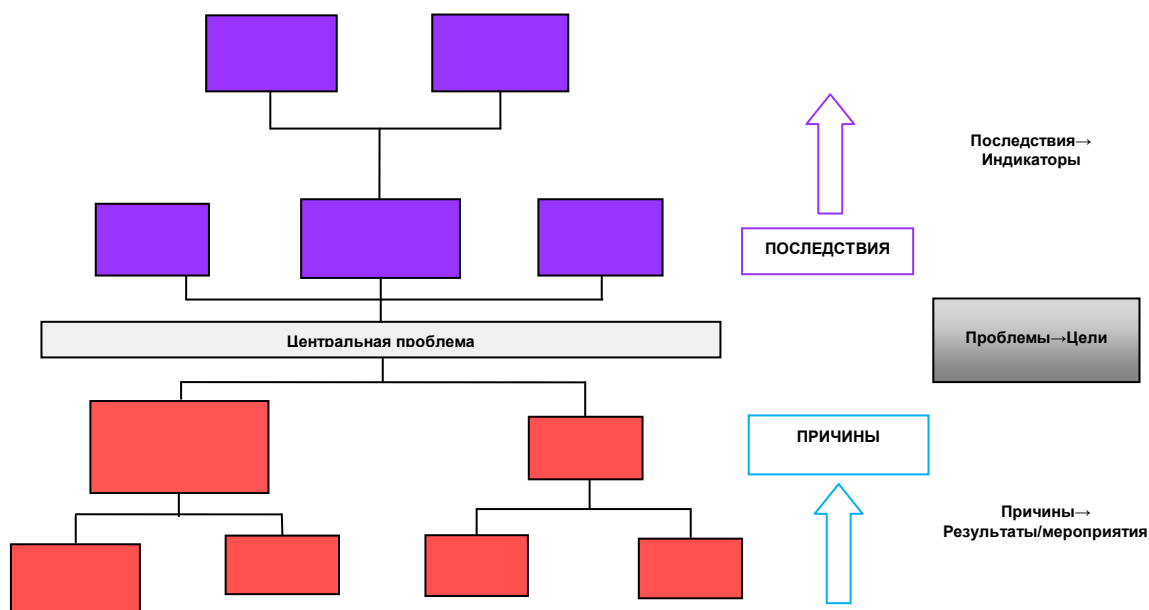 Последствия→
Индикаторы
ПОСЛЕДСТВИЯ
Центральная проблема
Проблемы→Цели
ПРИЧИНЫ
Причины→
Результаты/мероприятия